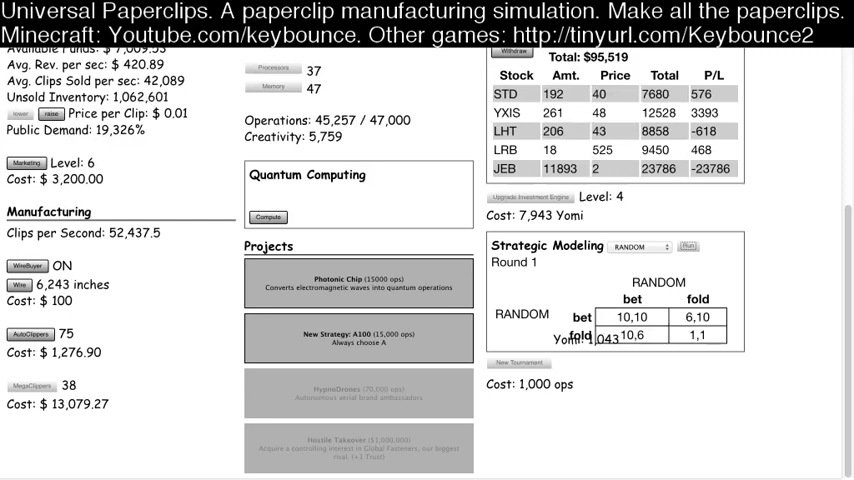 Universal Paperclips. A paperclip manufacturing simulation. Make all the paperclips.
Minecraft: Youtube.com/keybounce. Other games: http://tinyurl.com/Keybounce2
Available Funds: $ 7,009.53
Avg. Rev. per sec: $ 420.89
Avg. Clips Sold per sec: 42,089
Unsold Inventory: 1,062,601
lower raise Price per Clip: $ 0.01
Public Demand: 19,326%
Marketing Level: 6
Cost: $ 3,200.00
Manufacturing
Clips per Second: 52,437.5
WireBuyer ON
Wire 6,243 inches
Cost: $ 100
AutoClippers 75
Cost: $ 1,276.90
MegaClippers 38
Cost: $ 13,079.27
Processors 37
Memory 47
Operations: 45,257 / 47,000
Creativity: 5,759
Quantum Computing
Compute
Projects
Photonic Chip (15000 ops)
Converts electromagnetic waves into quantum operations
New Strategy: A100 (15,000 ops)
Always choose A
HypnoDrones (70,000 ops)
Autonomous aerial brand ambassadors
Hostile Takeover ($1,000,000)
Acquire a controlling interest in Global Fasteners, our biggest
rival. (+1 Trust)
Withdraw
Total: $95,519
Stock Amt. Price Total P/L
STD 192 40 7680 576
YXIS 261 48 12528 3393
LHT 206 43 8858 -618
LRB 18 525 9450 468
JEB 11893 2 23786 -23786
Upgrade Investment Engine Level: 4
Cost: 7,943 Yomi
Strategic Modeling RANDOM Run
Round 1
RANDOM
bet fold
RANDOM
bet 10,10 6,10
fold 10,6 1,1
Yomi: 1,043
New Tournament
Cost: 1,000 ops